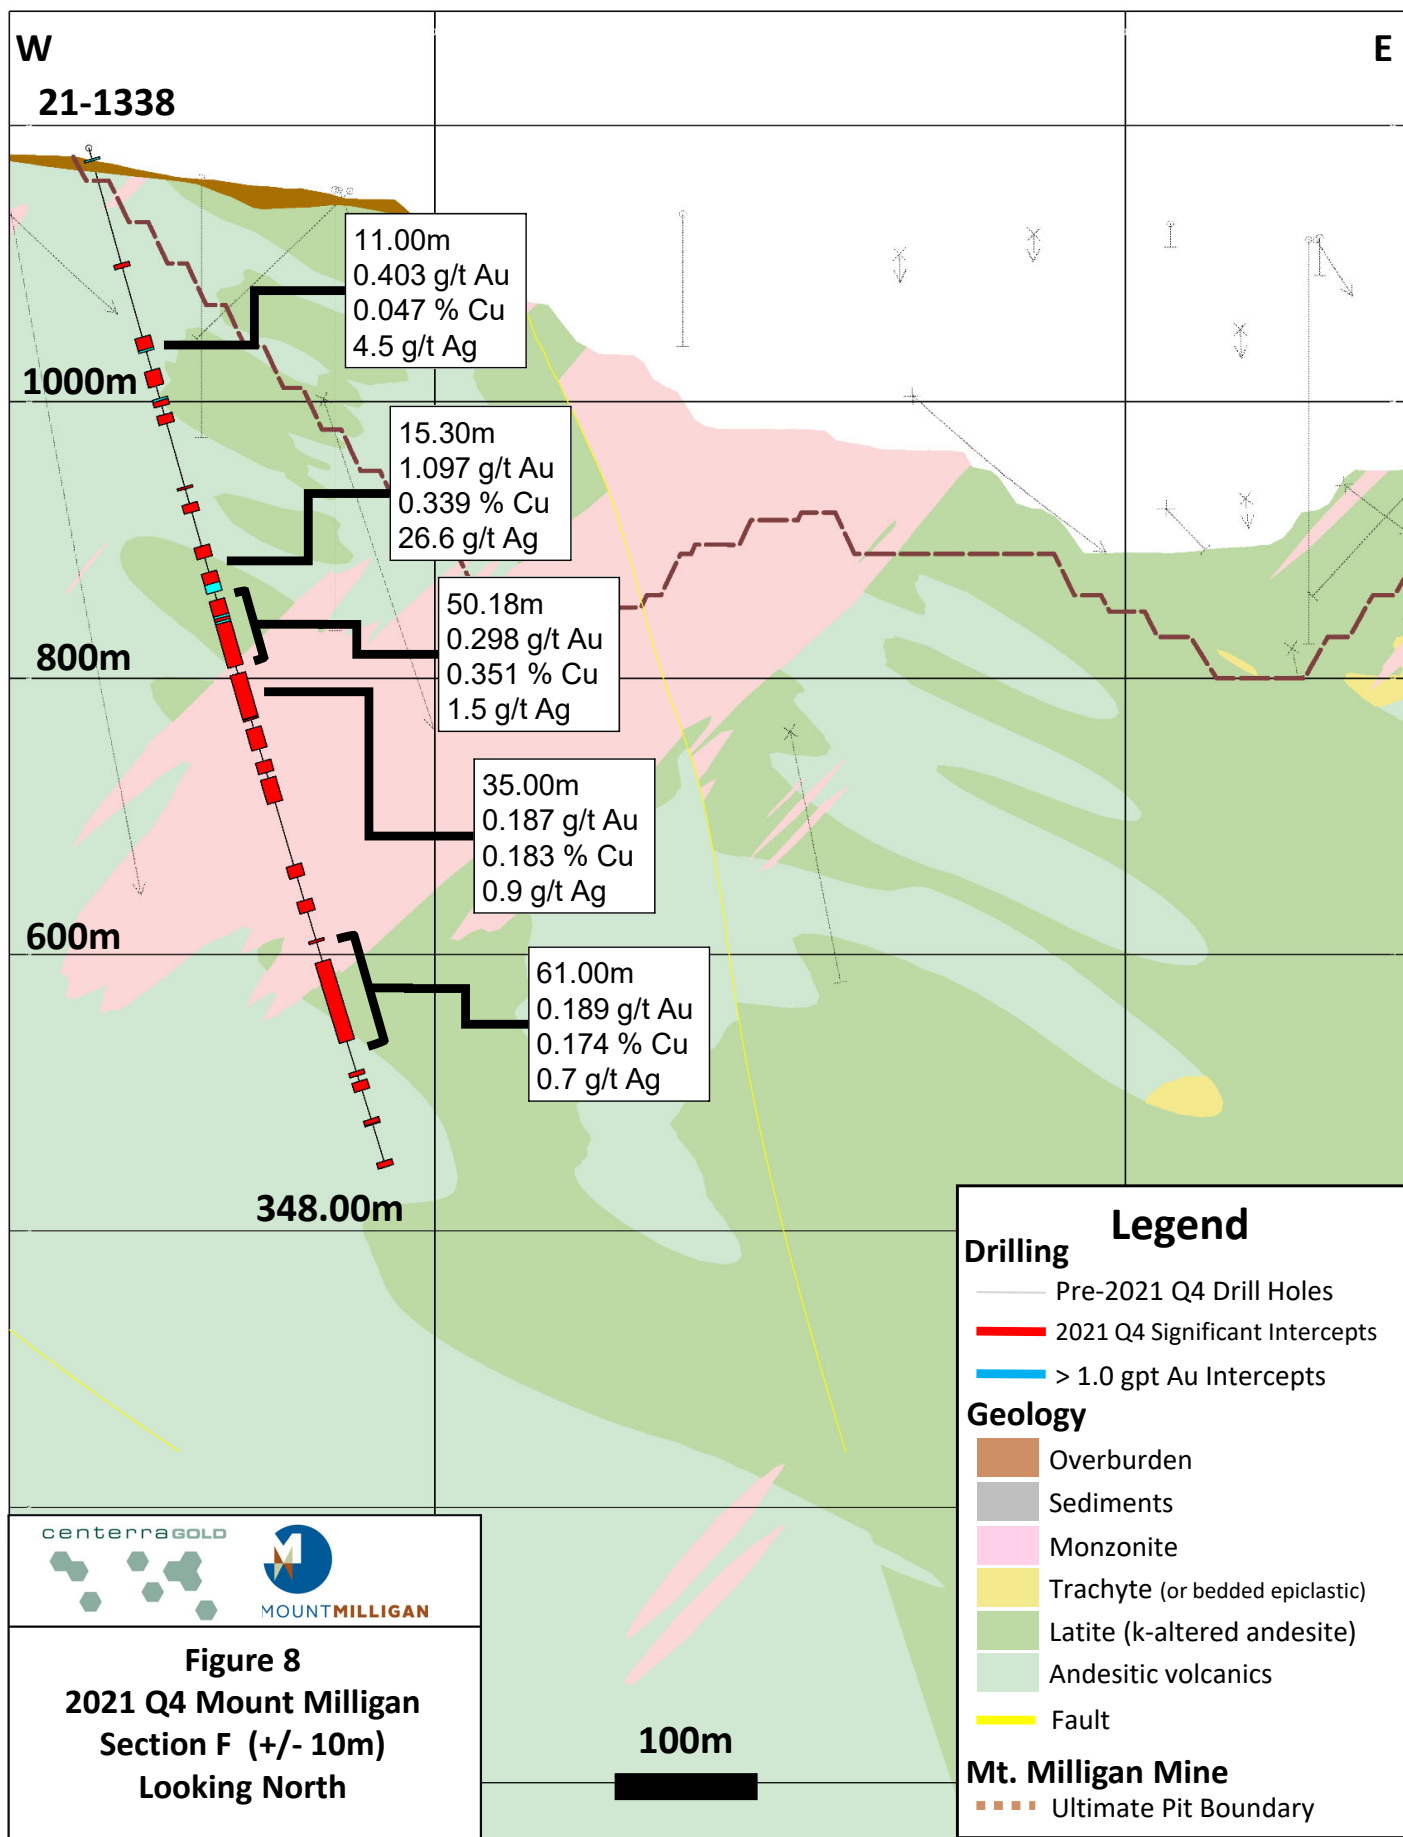 W
E
21-1338
11.00m
0.403 g/t Au
0.047 % Cu
4.5 g/t Ag
1000m
15.30m
1.097 g/t Au
0.339 % Cu
26.6 g/t Ag
50.18m
0.298 g/t Au
0.351 % Cu
1.5 g/t Ag
800m
35.00m
0.187 g/t Au
0.183 % Cu
0.9 g/t Ag
600m
61.00m
0.189 g/t Au
0.174 % Cu
0.7 g/t Ag
348.00m
Legend
Drilling
Pre-2021 Q4 Drill Holes
2021 Q4 Significant Intercepts
> 1.0 gpt Au Intercepts
Geology
Overburden
Sediments
Monzonite
Trachyte (or bedded epiclastic)
Latite (k-altered andesite)
Andesitic volcanics
Fault
Mt. Milligan Mine
Ultimate Pit Boundary
centerraGOLD
M
MOUNTMILLIGAN
Figure 8
2021 Q4 Mount Milligan
Section F (+/- 10m)
Looking North
100m